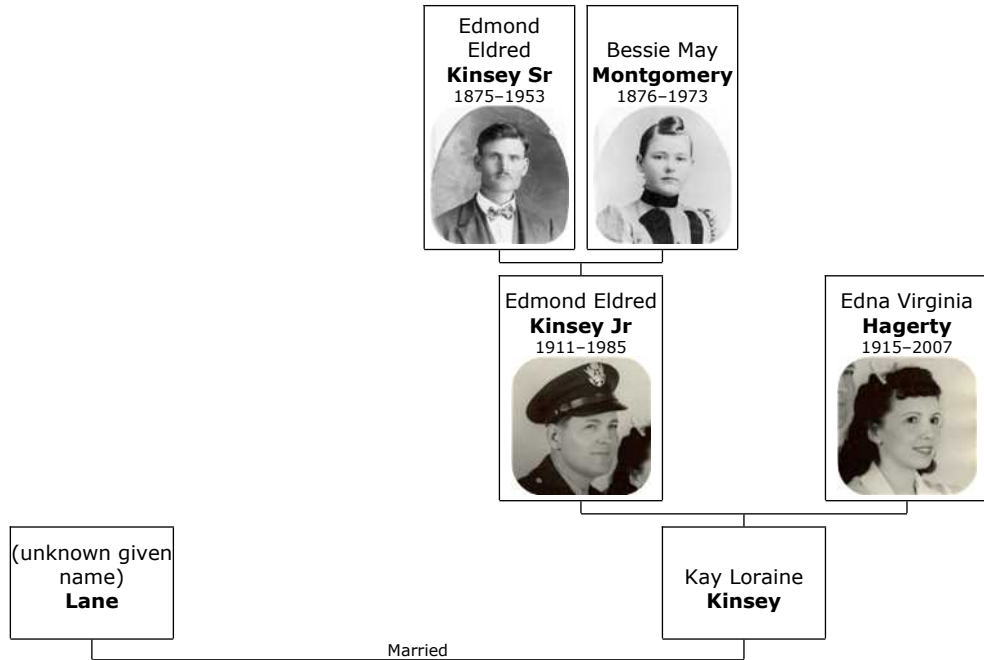 Edmond
Eldred
Kinsey Sr
1875–1953
Bessie May
Montgomery
1876–1973
Edmond Eldred
Kinsey Jr
1911–1985
Edna Virginia
Hagerty
1915–2007
(unknown given
name)
Lane
Kay Loraine
Kinsey
Married